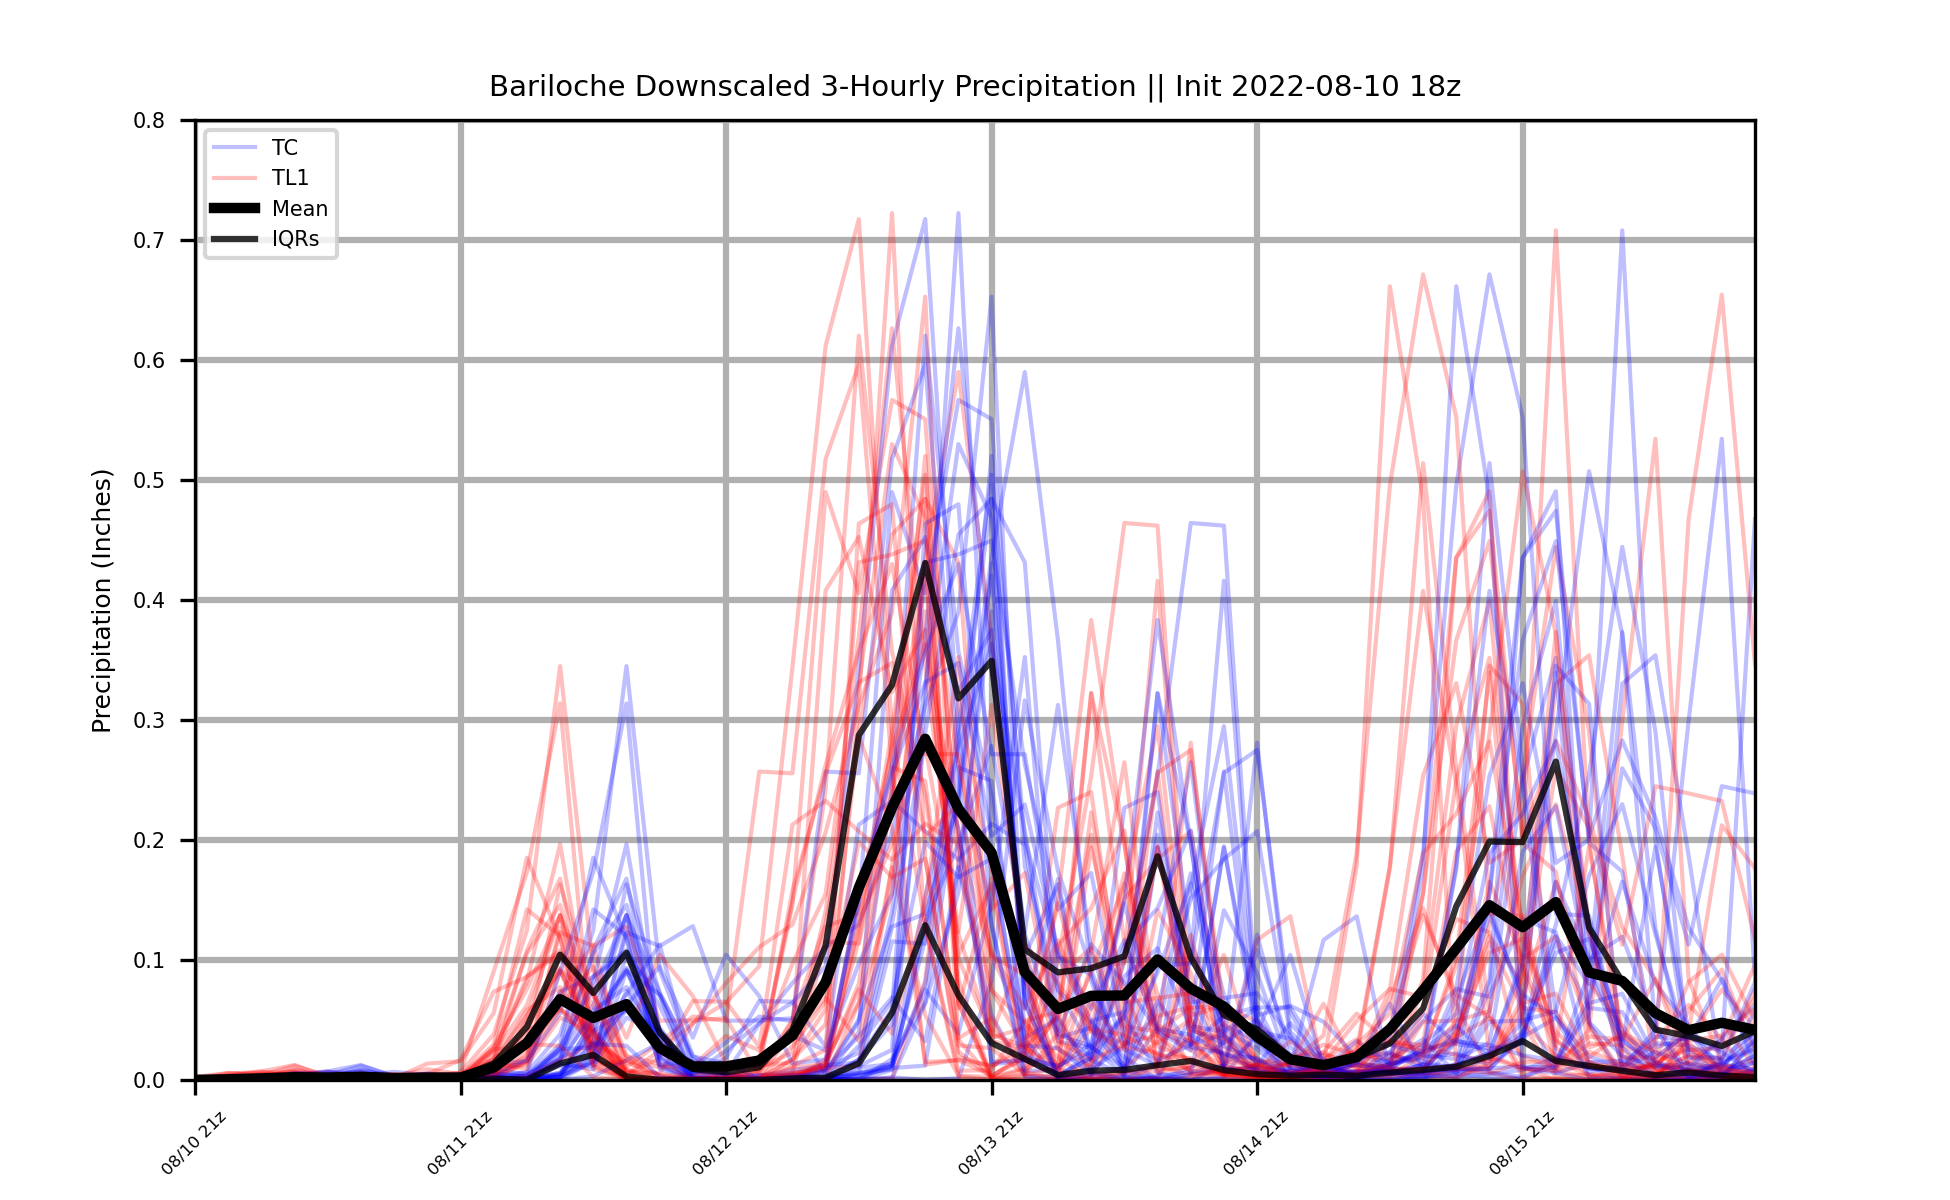 Bariloche Downscaled 3-Hourly Precipitation || Init 2022-08-10 18z
Precipitation (Inches)
0.8
0.7
0.6
0.5
0.4
0.3
0.2
0.1
0.0
TC
TL1
Mean
IQRs
08/10 21z
08/11 21z
08/12 21z
08/13 21z
08/14 21z
08/15 21z